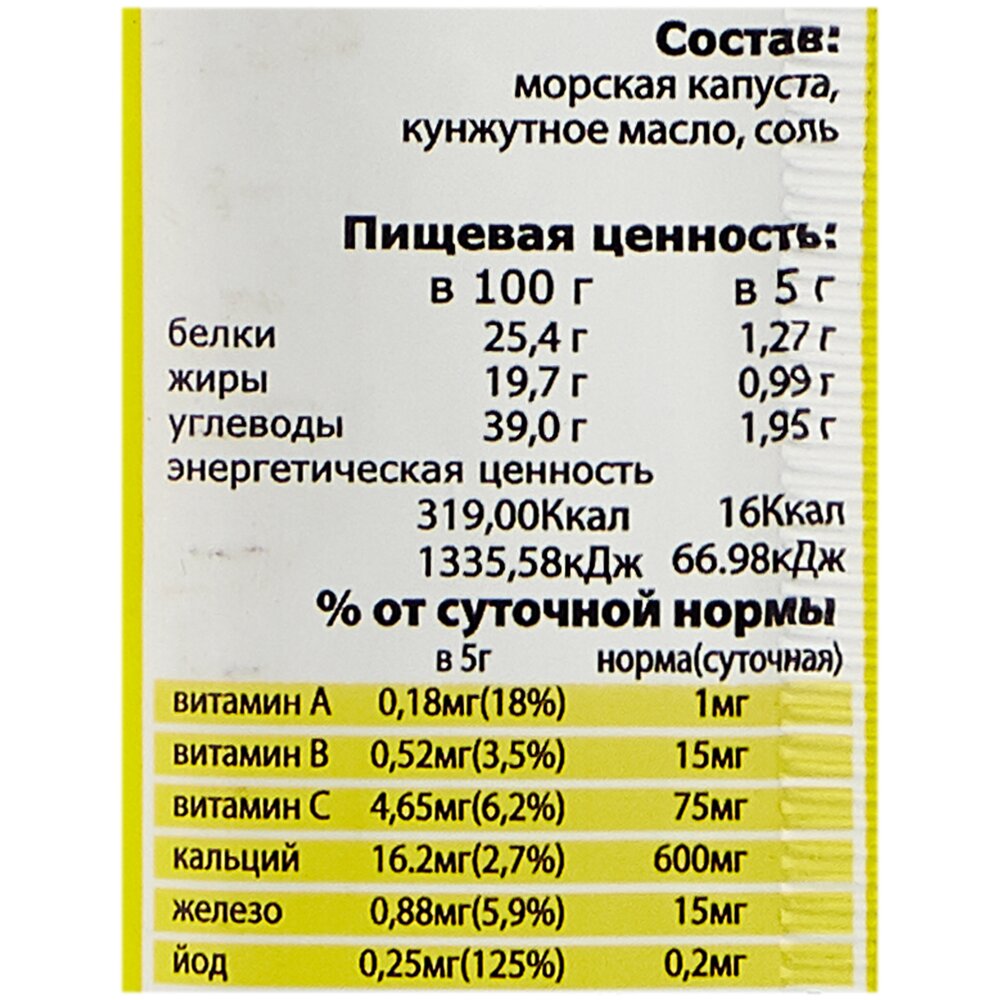 Состав:
морская капуста,
кунжутное масло, соль
Пищевая ценность:
в 100 г в 5 г
белки 25,4 г 1,27 г
жиры 19,7 г 0,99 г
углеводы 39,0 г 1,95 г
энергетическая ценность
319,00Ккал 16Ккал
1335,58кДж 66.98кДж
% от суточной нормы
в 5г норма(суточная)
витамин А 0,18мг(18%) 1мг
витамин В 0,52мг(3,5%) 15мг
витамин С 4,65мг(6,2%) 75мг
кальций 16.2мг(2,7%) 600мг
железо 0,88мг(5,9%) 15мг
йод 0,25мг(125%) 0,2мг